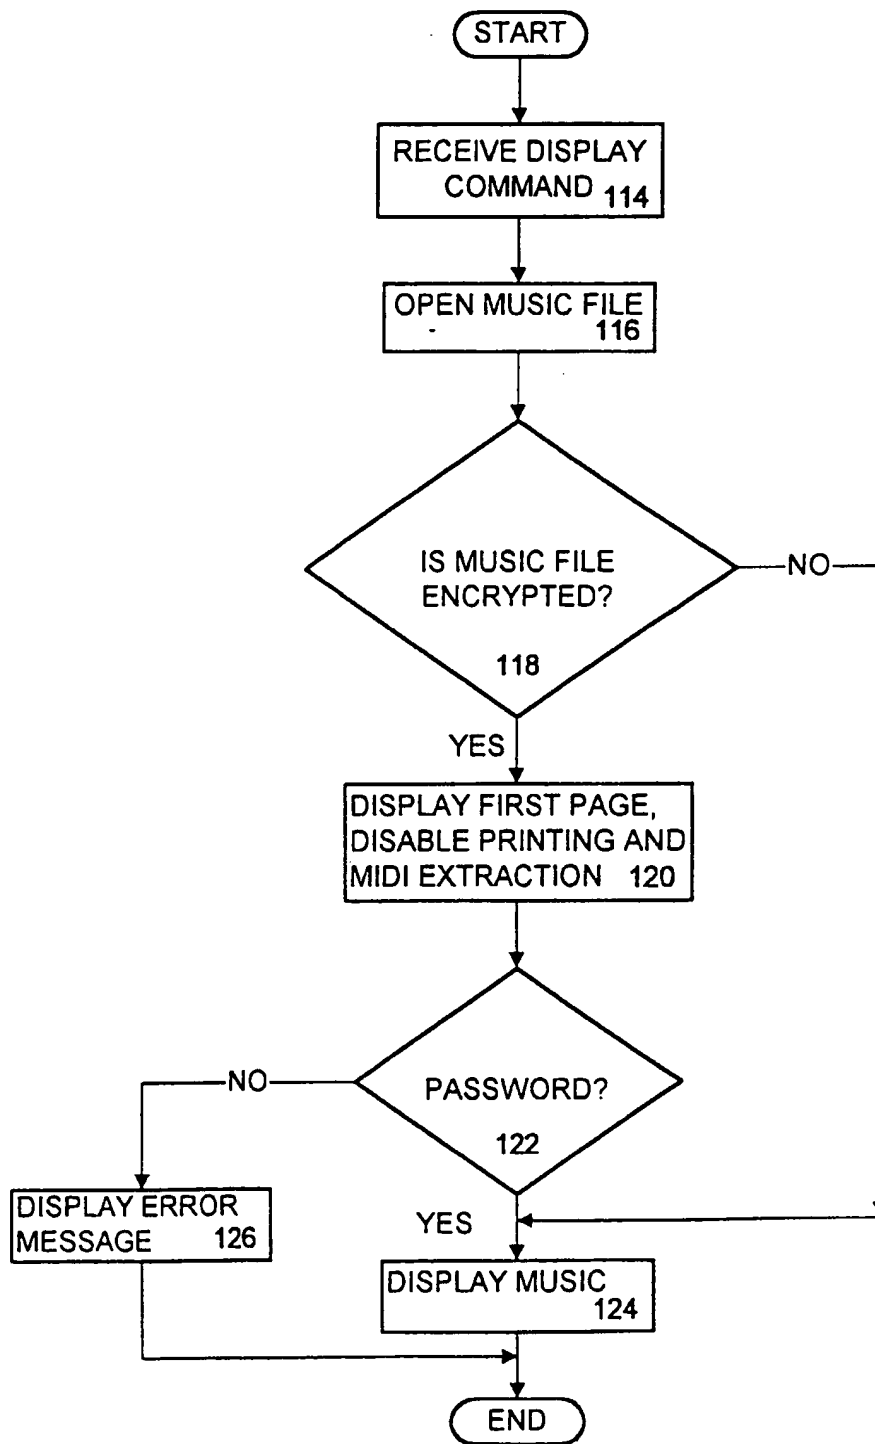 START
RECEIVE DISPLAY
COMMAND 114
OPEN MUSIC FILE
116
IS MUSIC FILE
ENCRYPTED?
118
NO
YES
DISPLAY FIRST PAGE,
DISABLE PRINTING AND
MIDI EXTRACTION 120
PASSWORD?
122
NO
DISPLAY ERROR
MESSAGE 126
YES
DISPLAY MUSIC
124
END